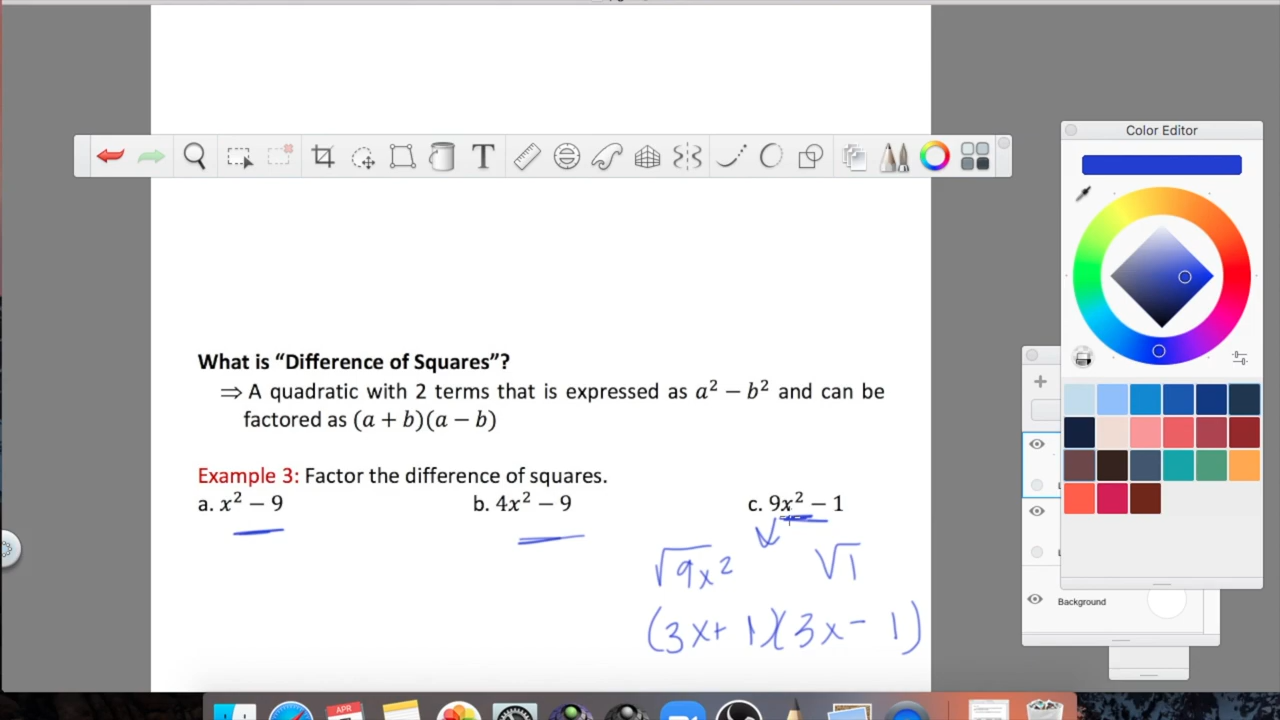 Color Editor
What is “Difference of Squares”?
⇒ A quadratic with 2 terms that is expressed as a² − b² and can be
factored as (a + b)(a − b)
Example 3: Factor the difference of squares.
a. x² − 9 b. 4x² − 9 c. 9x² − 1
√9x² √1
(3x+ 1)(3x− 1)
Background
APR